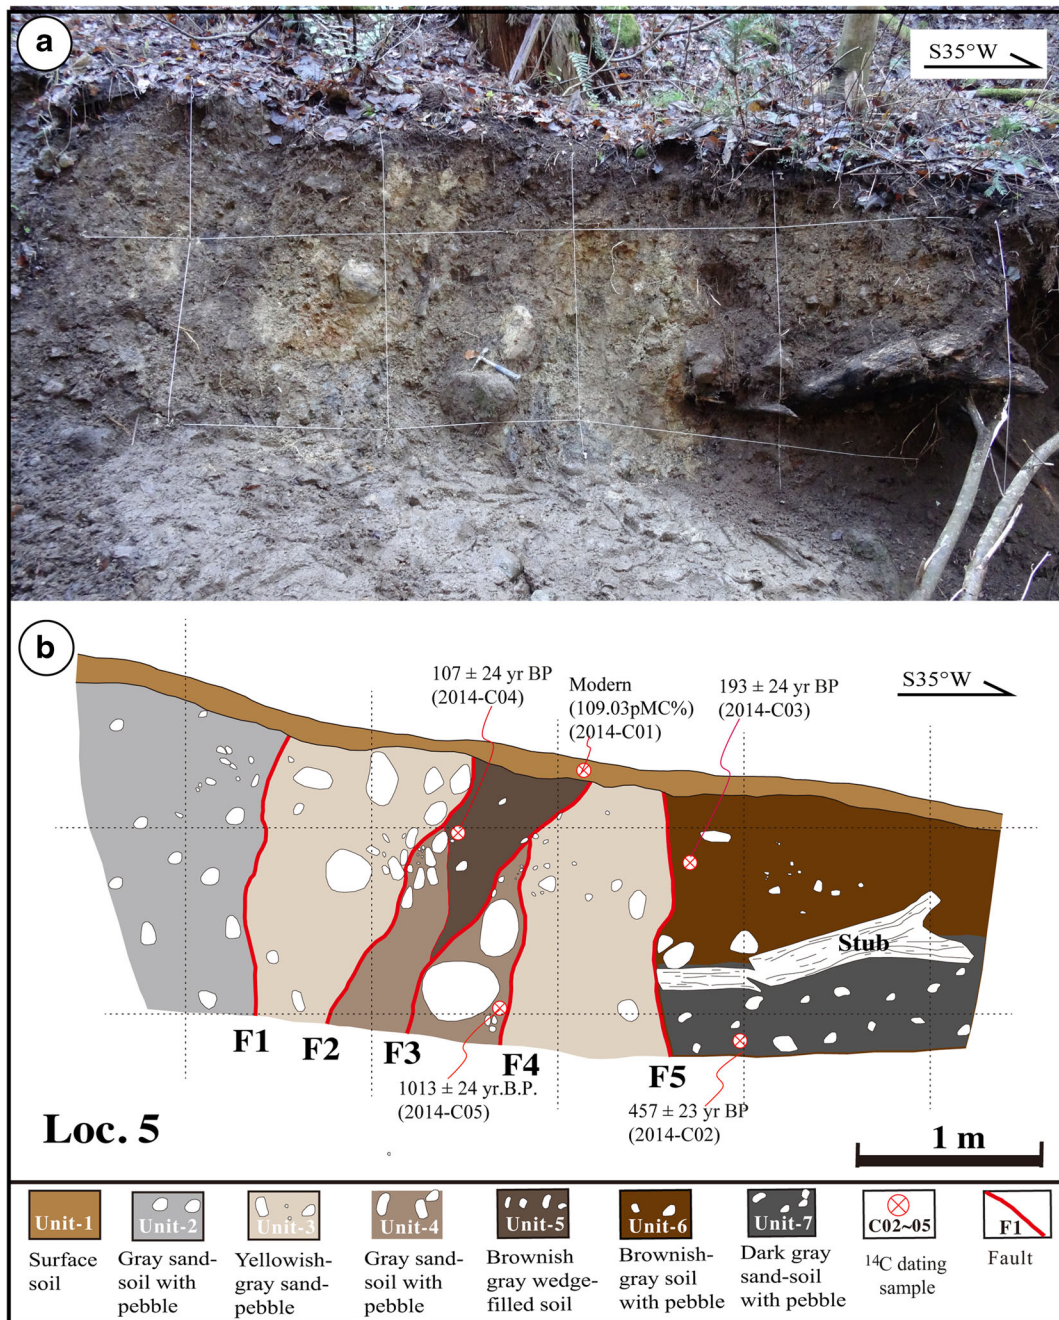 a
S35°W
b
S35°W
107 ± 24 yr BP
(2014-C04)
Modern
(109.03pMC%)
(2014-C01)
193 ± 24 yr BP
(2014-C03)
Stub
F1
F2
F3
F4
F5
1013 ± 24 yr.B.P.
(2014-C05)
457 ± 23 yr BP
(2014-C02)
Loc. 5
1 m
Unit-1
Surface
soil
Unit-2
Gray sand-
soil with
pebble
Unit-3
Yellowish-
gray sand-
pebble
Unit-4
Gray sand-
soil with
pebble
Unit-5
Brownish
gray wedge-
filled soil
Unit-6
Brownish-
gray soil
with pebble
Unit-7
Dark gray
sand-soil
with pebble
C02~05
¹⁴C dating
sample
F1
Fault